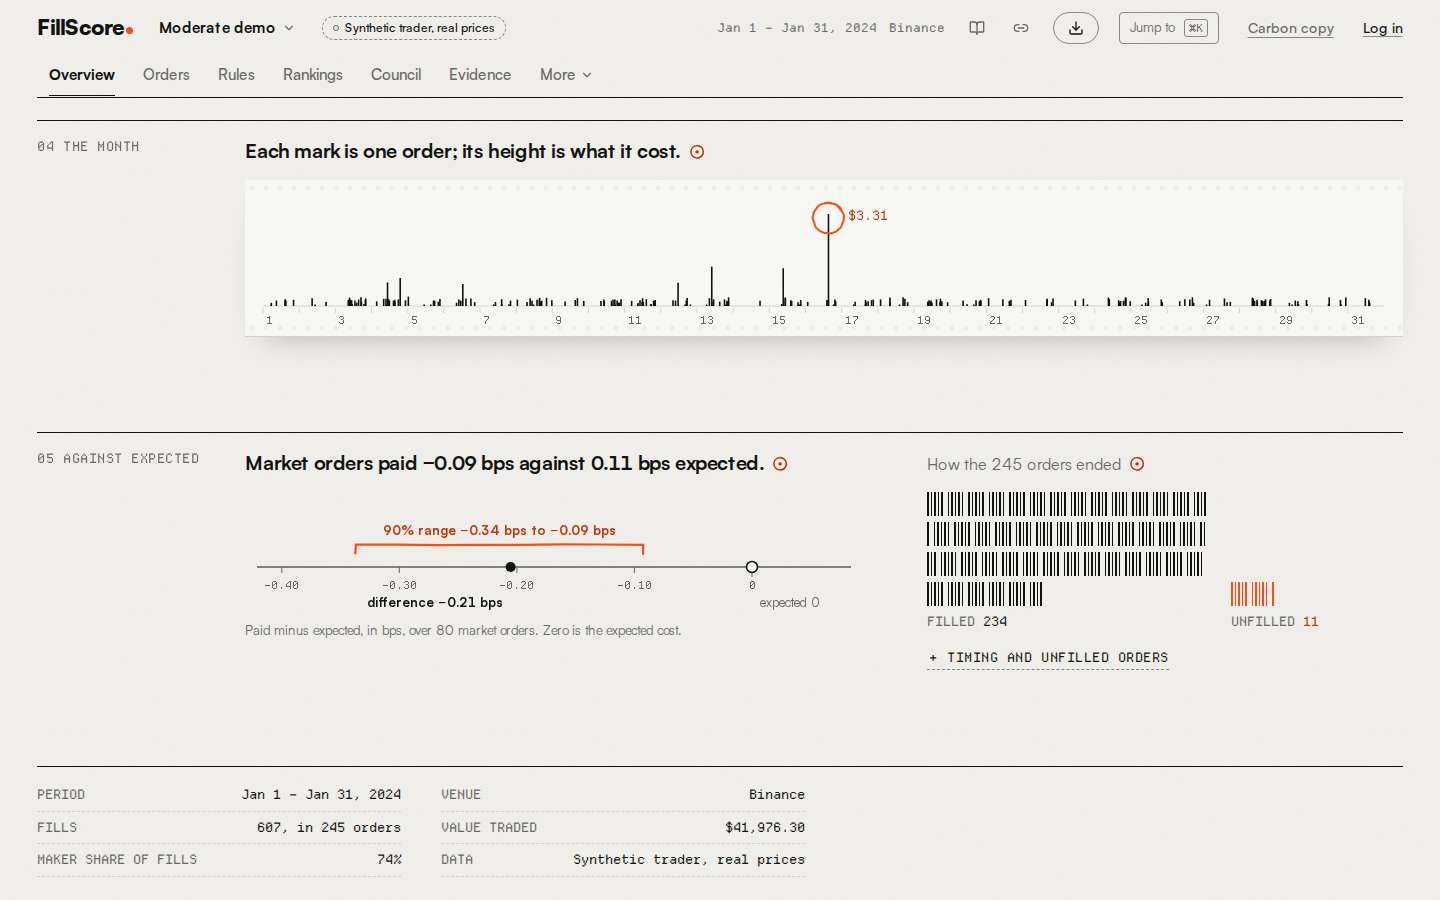 FillScore. Moderate demo Synthetic trader, real prices Jan 1 – Jan 31, 2024 Binance Jump to ⌘K Carbon copy Log in
Overview Orders Rules Rankings Council Evidence More
04 THE MONTH
Each mark is one order; its height is what it cost.
$3.31
1 3 5 7 9 11 13 15 17 19 21 23 25 27 29 31
05 AGAINST EXPECTED
Market orders paid −0.09 bps against 0.11 bps expected.
90% range −0.34 bps to −0.09 bps
−0.40 −0.30 −0.20 −0.10 0
difference −0.21 bps expected 0
Paid minus expected, in bps, over 80 market orders. Zero is the expected cost.
How the 245 orders ended
FILLED 234 UNFILLED 11
+ TIMING AND UNFILLED ORDERS
PERIOD Jan 1 – Jan 31, 2024
FILLS 607, in 245 orders
MAKER SHARE OF FILLS 74%
VENUE Binance
VALUE TRADED $41,976.30
DATA Synthetic trader, real prices